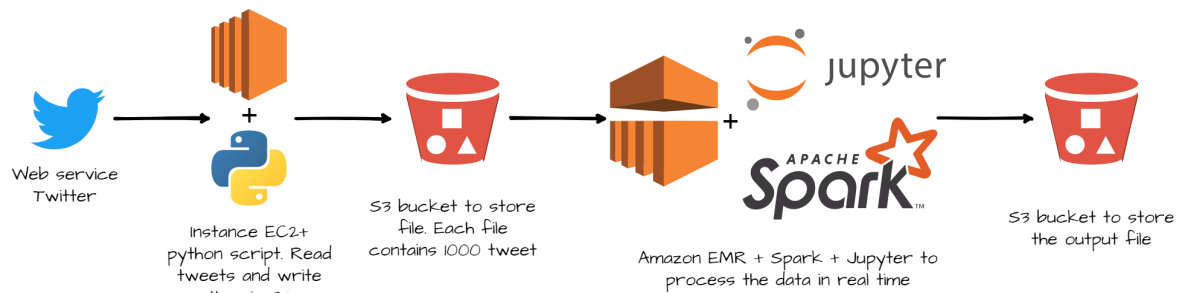 Web service
Twitter
+
Instance EC2+
python script. Read
tweets and write
S3 bucket to store
file. Each file
contains 1000 tweet
+
jupyter
APACHE
Spark
TM
Amazon EMR + Spark + Jupyter to
process the data in real time
S3 bucket to store
the output file